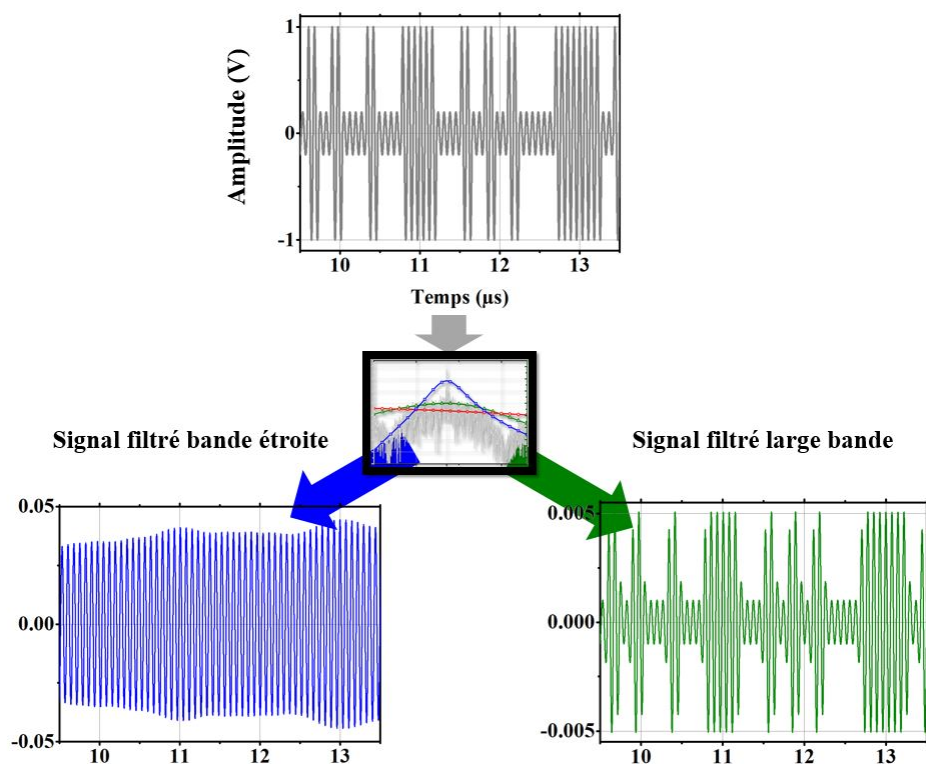 Amplitude (V)
1
0
-1
10 11 12 13
Temps (µs)
Signal filtré bande étroite
Signal filtré large bande
0.05
0.00
-0.05
10 11 12 13
0.005
0.000
-0.005
10 11 12 13